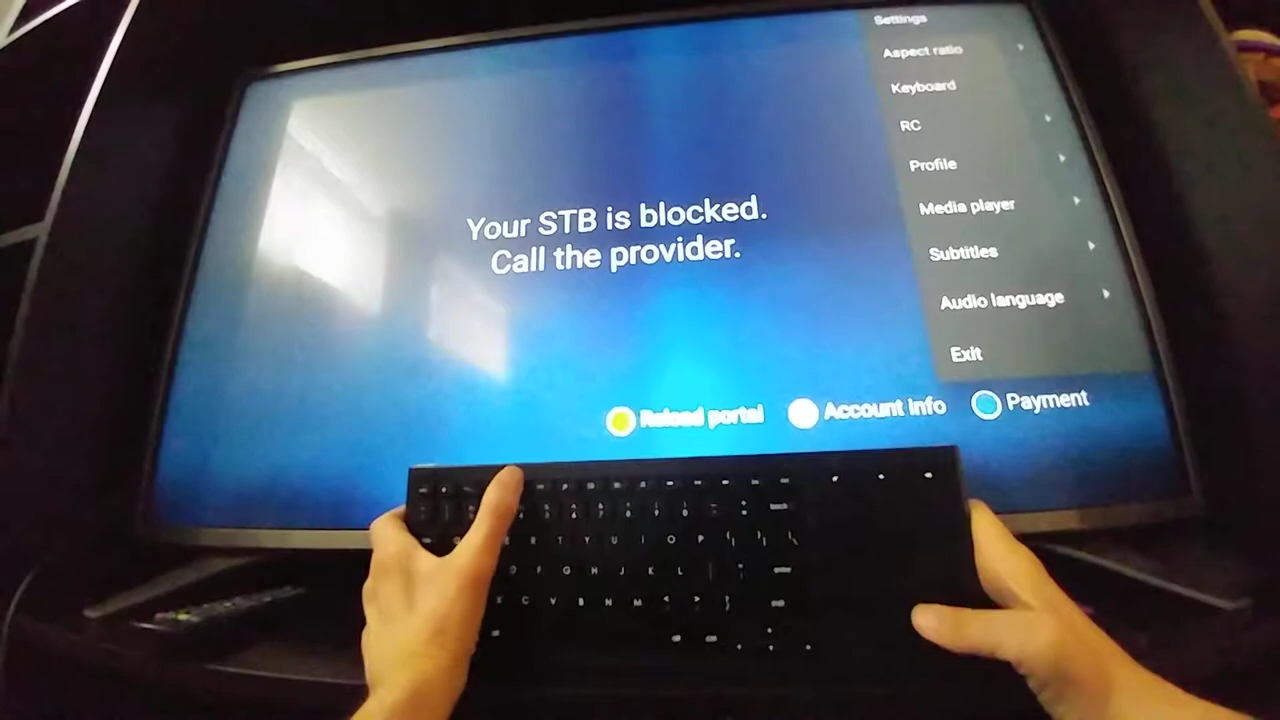 Your STB is blocked.
Call the provider.
Settings
Aspect ratio
Keyboard
RC
Profile
Media player
Subtitles
Audio language
Exit
Reload portal
Account info
Payment
R T Y U I O P
D F G H J K L
enter
X C V B N M < >